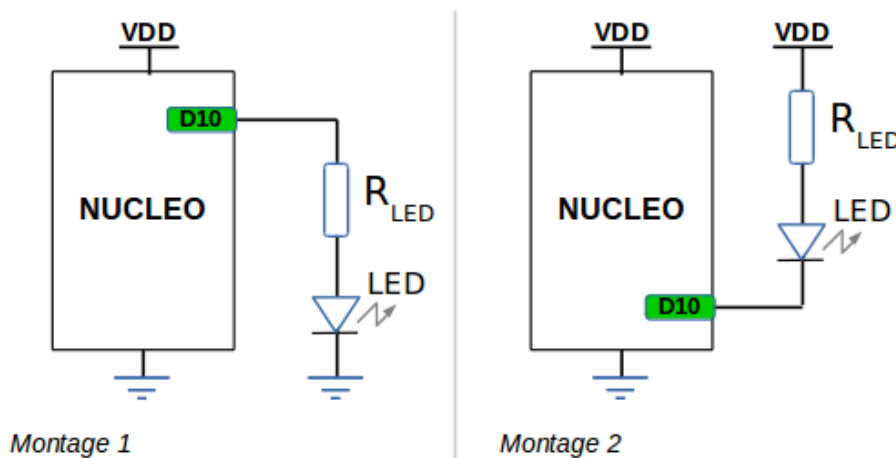 VDD
D10
NUCLEO
R LED
LED
Montage 1
VDD
VDD
R LED
NUCLEO
LED
D10
Montage 2